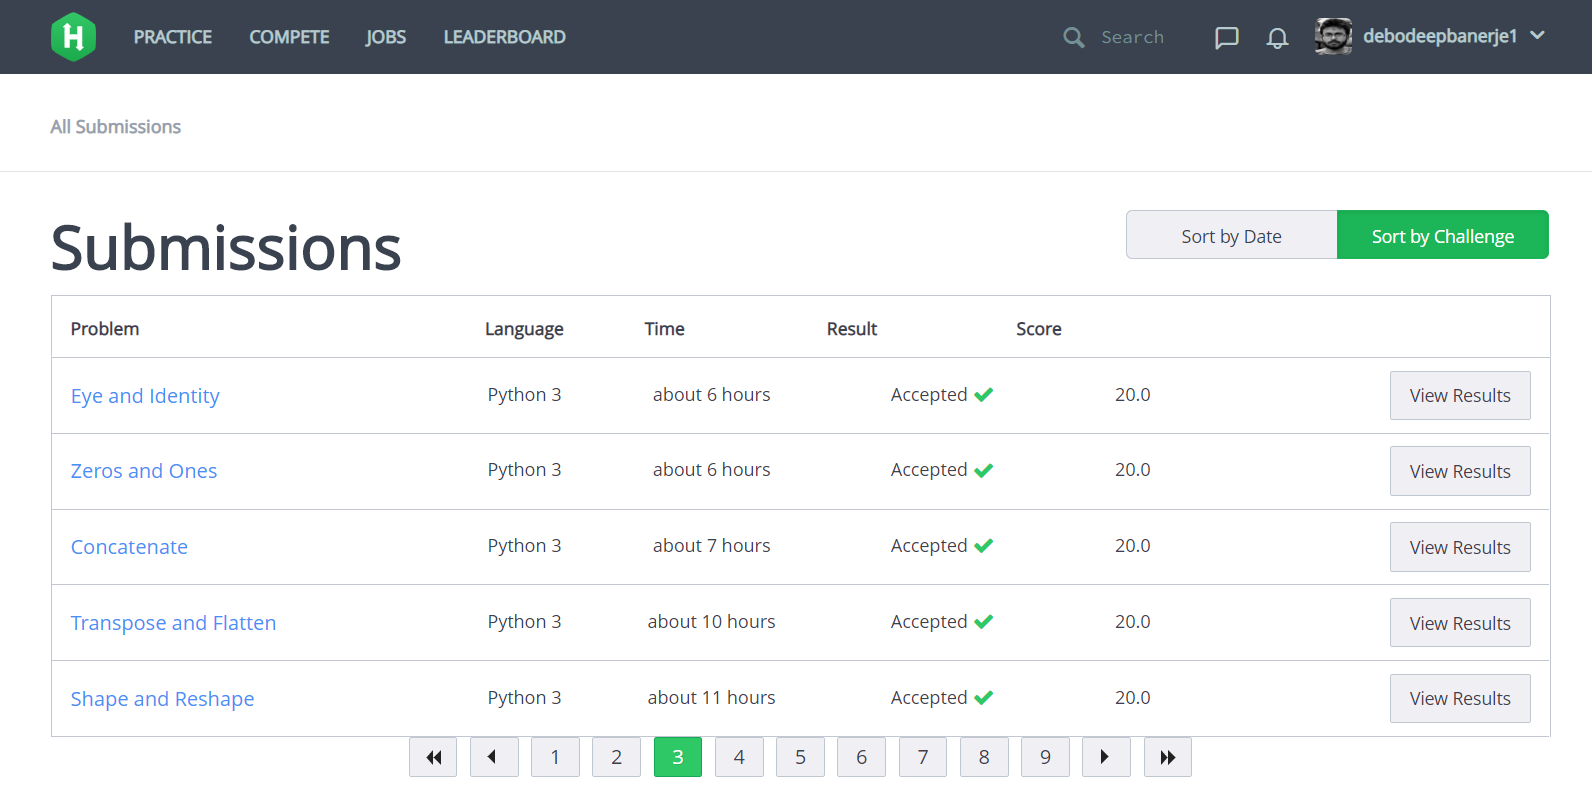 H PRACTICE COMPETE JOBS LEADERBOARD Search debodeepbanerje1
All Submissions
Submissions Sort by Date Sort by Challenge
Problem Language Time Result Score
Eye and Identity Python 3 about 6 hours Accepted 20.0 View Results
Zeros and Ones Python 3 about 6 hours Accepted 20.0 View Results
Concatenate Python 3 about 7 hours Accepted 20.0 View Results
Transpose and Flatten Python 3 about 10 hours Accepted 20.0 View Results
Shape and Reshape Python 3 about 11 hours Accepted 20.0 View Results
1 2 3 4 5 6 7 8 9